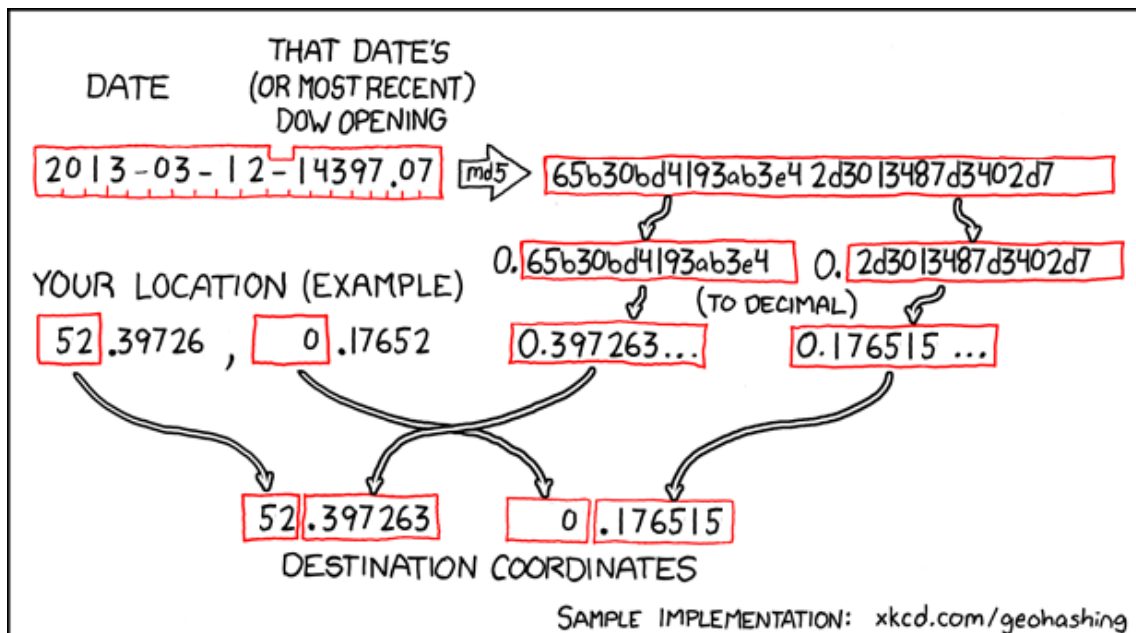 DATE
THAT DATE'S
(OR MOST RECENT)
DOW OPENING
2013-03-12-14397.07
md5
65b30bd4193ab3e42d3013487d3402d7
0.65b30bd4193ab3e4
0.2d3013487d3402d7
YOUR LOCATION (EXAMPLE)
(TO DECIMAL)
52.39726, 0.17652
0.397263...
0.176515...
52.397263
0.176515
DESTINATION COORDINATES
SAMPLE IMPLEMENTATION: xkcd.com/geohashing